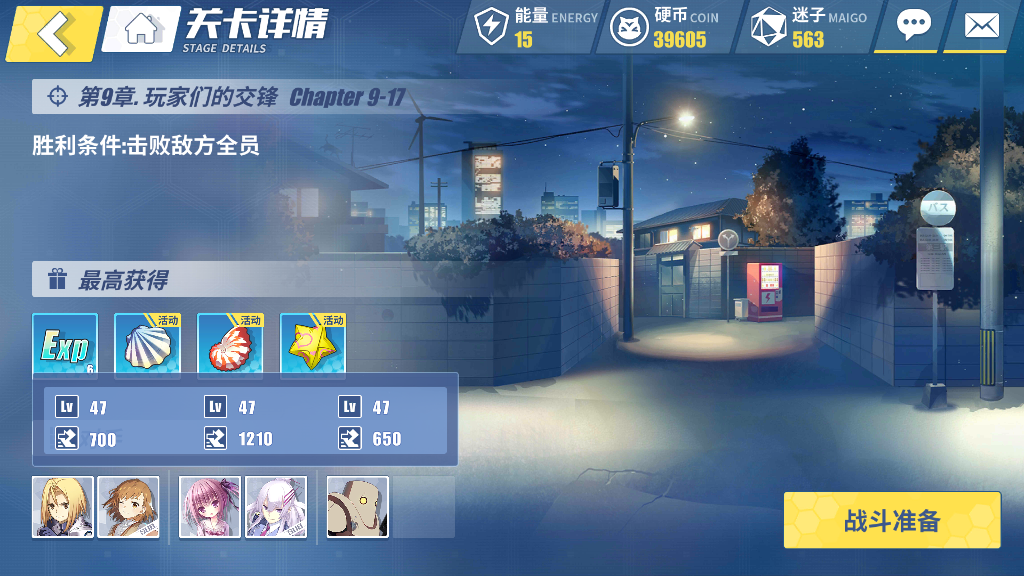 关卡详情
STAGE DETAILS
能量 ENERGY
15
硬币 COIN
39605
迷子 MAIGO
563
第9章.玩家们的交锋 Chapter 9-17
胜利条件:击败敌方全员
バス
最高获得
Exp
6
活动
活动
活动
Lv 47
Lv 47
Lv 47
700
1210
650
战斗准备